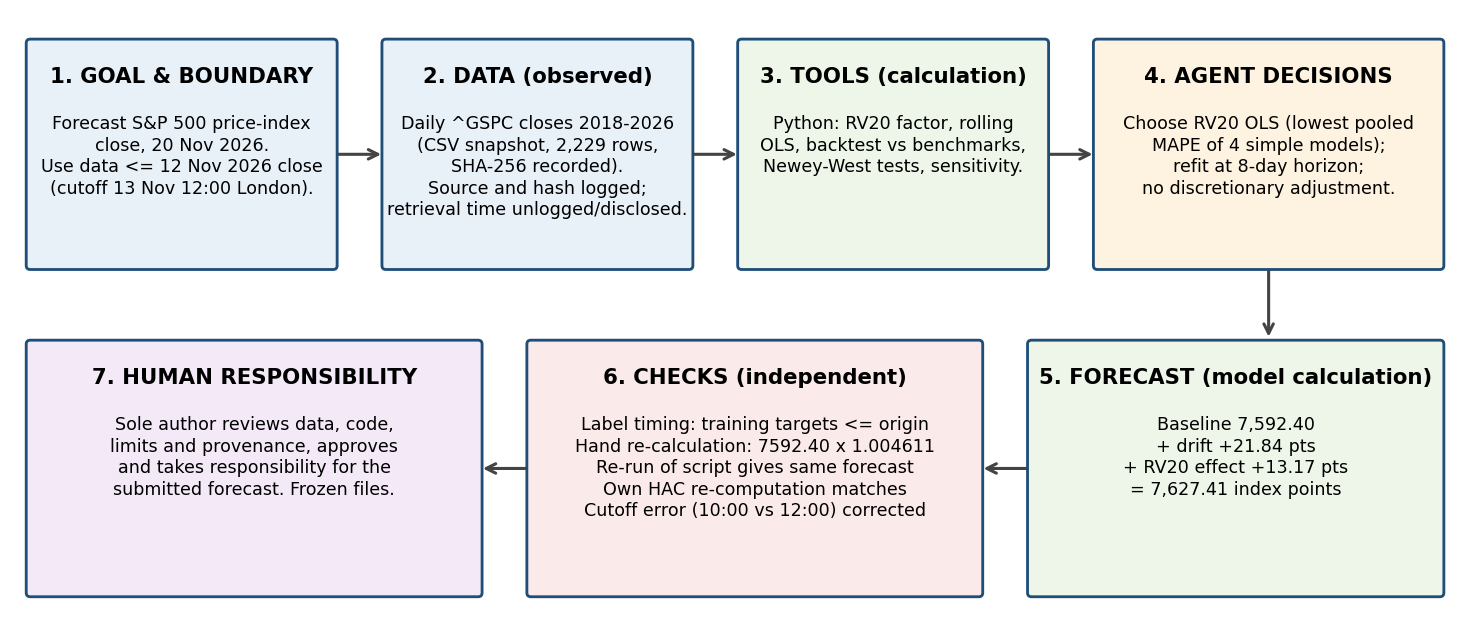 1. GOAL & BOUNDARY
Forecast S&P 500 price-index
close, 20 Nov 2026.
Use data <= 12 Nov 2026 close
(cutoff 13 Nov 12:00 London).
2. DATA (observed)
Daily ^GSPC closes 2018-2026
(CSV snapshot, 2,229 rows,
SHA-256 recorded).
Source and hash logged;
retrieval time unlogged/disclosed.
3. TOOLS (calculation)
Python: RV20 factor, rolling
OLS, backtest vs benchmarks,
Newey-West tests, sensitivity.
4. AGENT DECISIONS
Choose RV20 OLS (lowest pooled
MAPE of 4 simple models);
refit at 8-day horizon;
no discretionary adjustment.
5. FORECAST (model calculation)
Baseline 7,592.40
+ drift +21.84 pts
+ RV20 effect +13.17 pts
= 7,627.41 index points
6. CHECKS (independent)
Label timing: training targets <= origin
Hand re-calculation: 7592.40 x 1.004611
Re-run of script gives same forecast
Own HAC re-computation matches
Cutoff error (10:00 vs 12:00) corrected
7. HUMAN RESPONSIBILITY
Sole author reviews data, code,
limits and provenance, approves
and takes responsibility for the
submitted forecast. Frozen files.